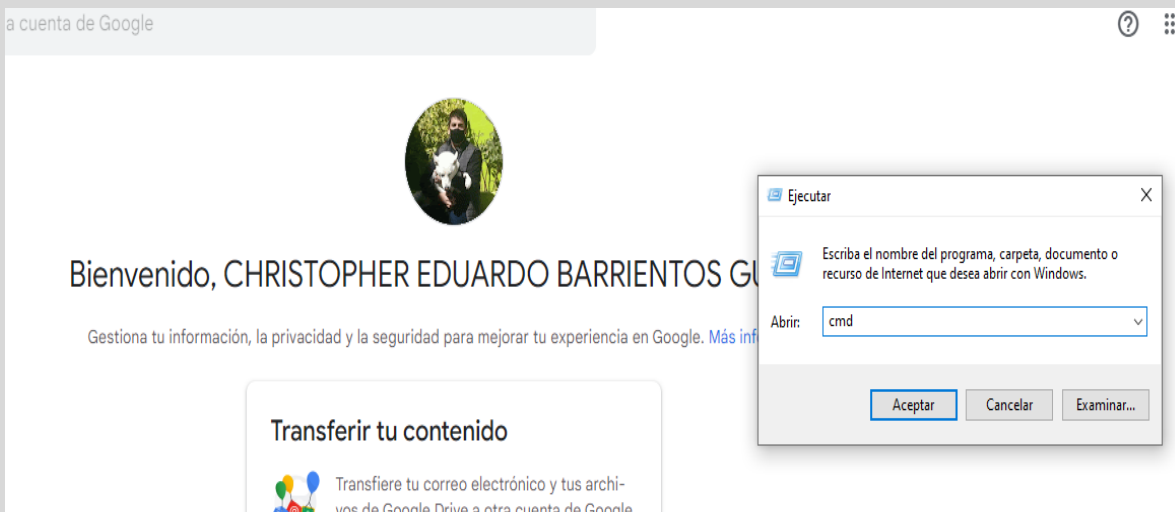 a cuenta de Google
Bienvenido, CHRISTOPHER EDUARDO BARRIENTOS
Gestiona tu información, la privacidad y la seguridad para mejorar tu experiencia en Google. Más
Transferir tu contenido
Transfiere tu correo electrónico y tus archi-
vos de Google Drive a otra cuenta de Google
Ejecutar
Escriba el nombre del programa, carpeta, documento o
recurso de Internet que desea abrir con Windows.
Abrir: cmd
Aceptar Cancelar Examinar...